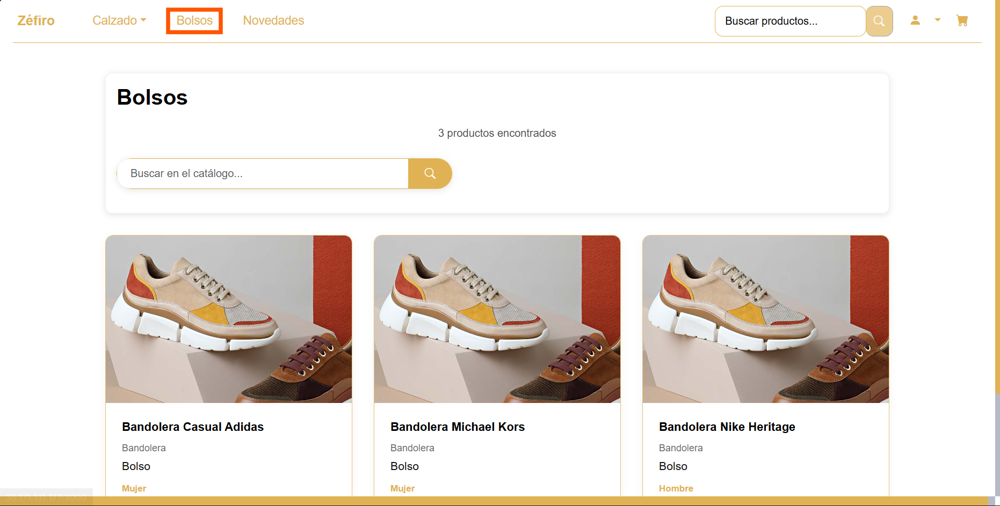 Zéfiro Calzado Bolsos Novedades Buscar productos...
Bolsos
3 productos encontrados
Buscar en el catálogo...
Bandolera Casual Adidas
Bandolera
Bolso
Mujer
Bandolera Michael Kors
Bandolera
Bolso
Mujer
Bandolera Nike Heritage
Bandolera
Bolso
Hombre
35.171.131.177:3000